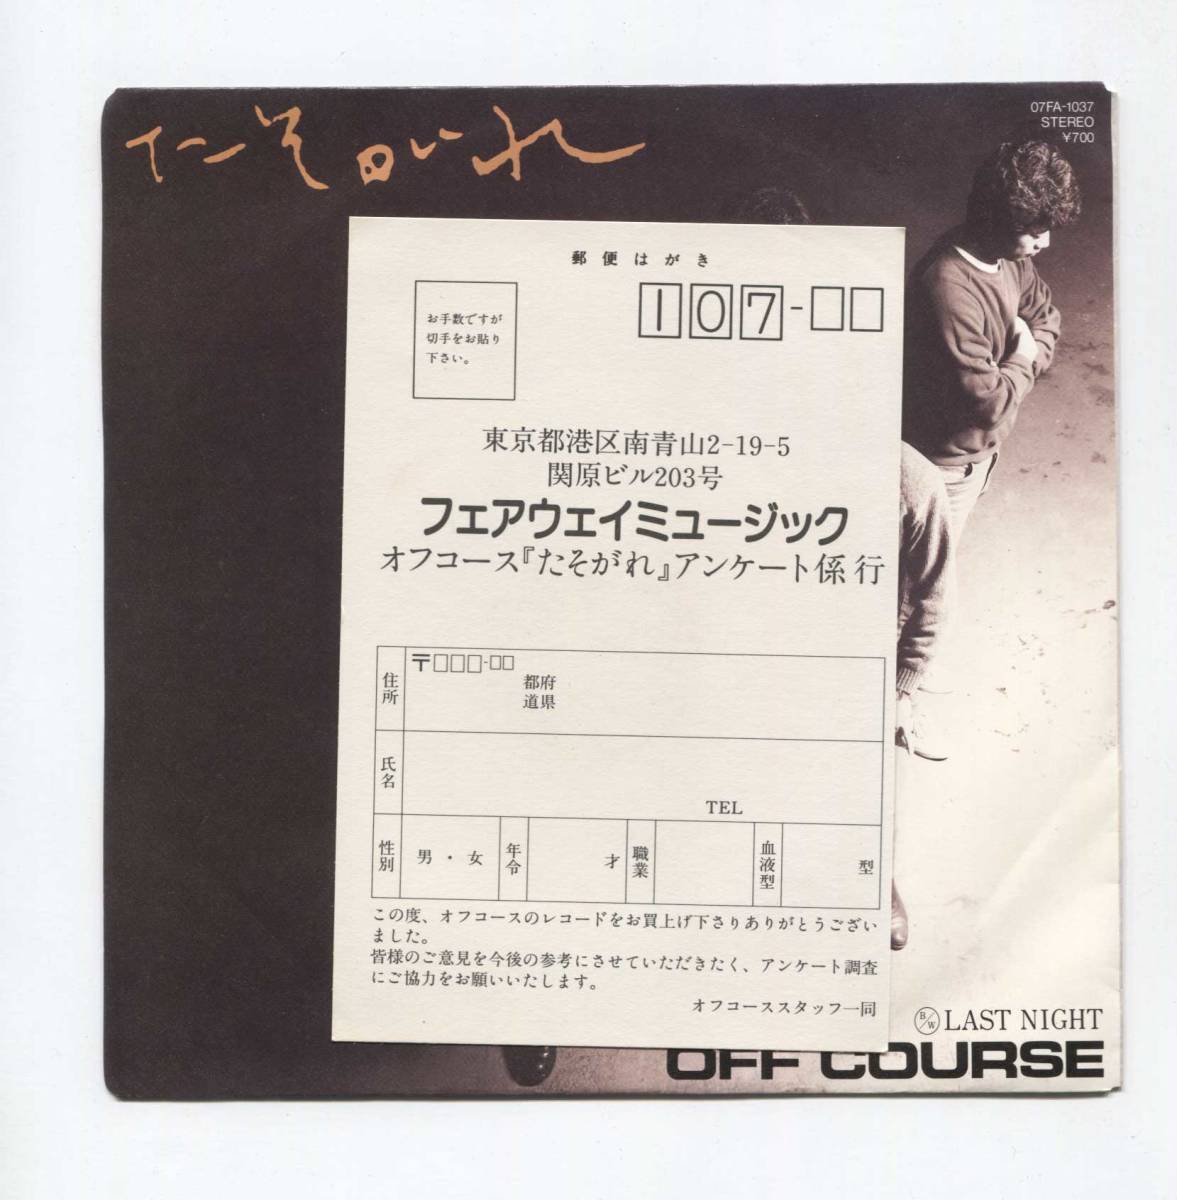 たそがれ
07FA-1037
STEREO
¥700
郵便はがき
お手数ですが
切手をお貼り
下さい。
107-□□
東京都港区南青山2-19-5
関原ビル203号
フェアウェイミュージック
オフコース『たそがれ』アンケート係 行
住所
〒□□□-□□
都府
道県
氏名
TEL
性別
男・女
年令
才
職業
血液型
型
この度、オフコースのレコードをお買上げ下さりありがとうござい
ました。
皆様のご意見を今後の参考にさせていただきたく、アンケート調査
にご協力をお願いいたします。
オフコーススタッフ一同
B/W LAST NIGHT
OFF COURSE